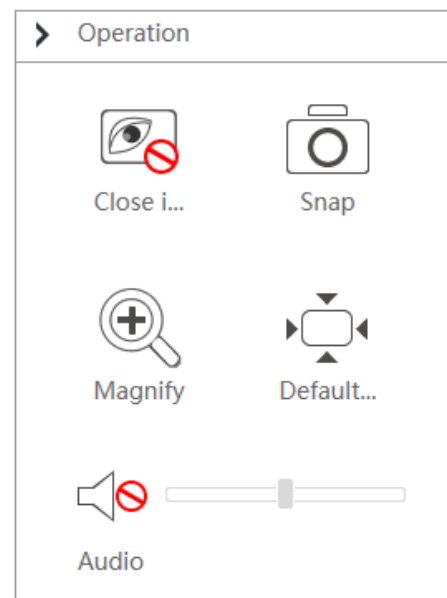 Operation
Close i...
Snap
Magnify
Default...
Audio